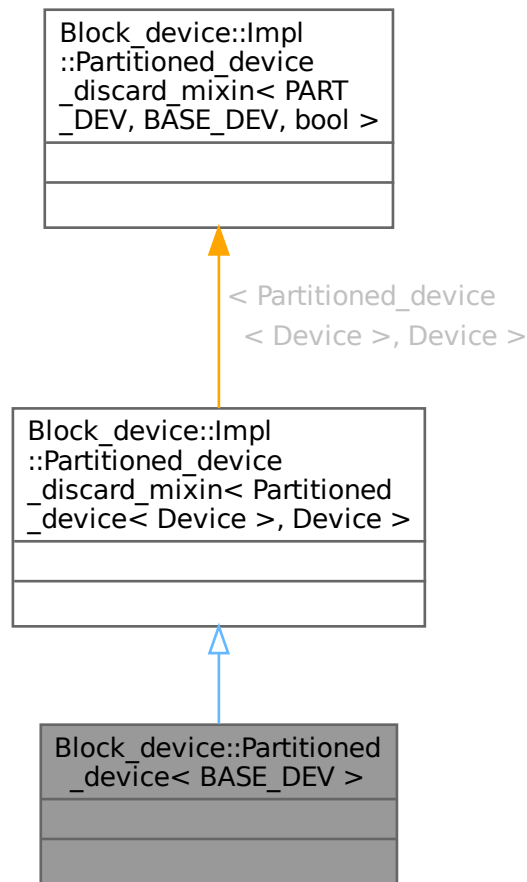 Block_device::Impl
::Partitioned_device
_discard_mixin< PART
_DEV, BASE_DEV, bool >
< Partitioned_device
< Device >, Device >
Block_device::Impl
::Partitioned_device
_discard_mixin< Partitioned
_device< Device >, Device >
Block_device::Partitioned
_device< BASE_DEV >